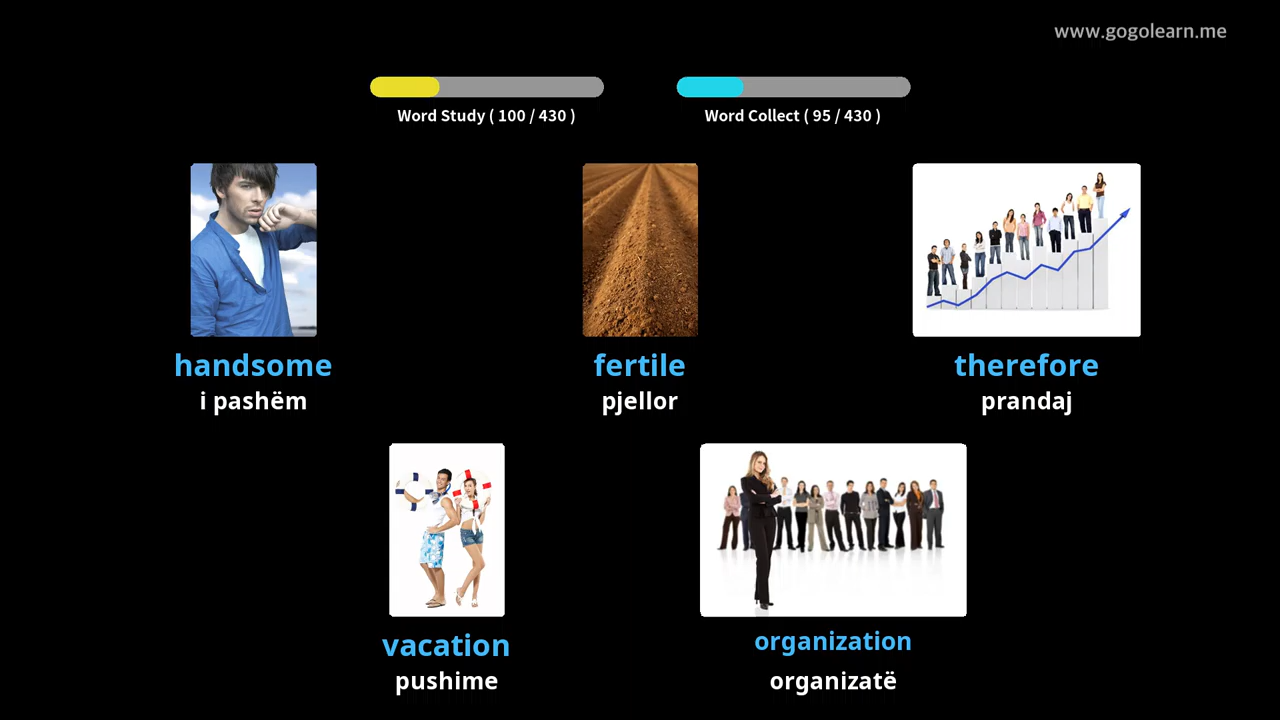 www.gogolearn.me
Word Study ( 100 / 430 )
Word Collect ( 95 / 430 )
handsome
i pashëm
fertile
pjellor
therefore
prandaj
vacation
pushime
organization
organizatë